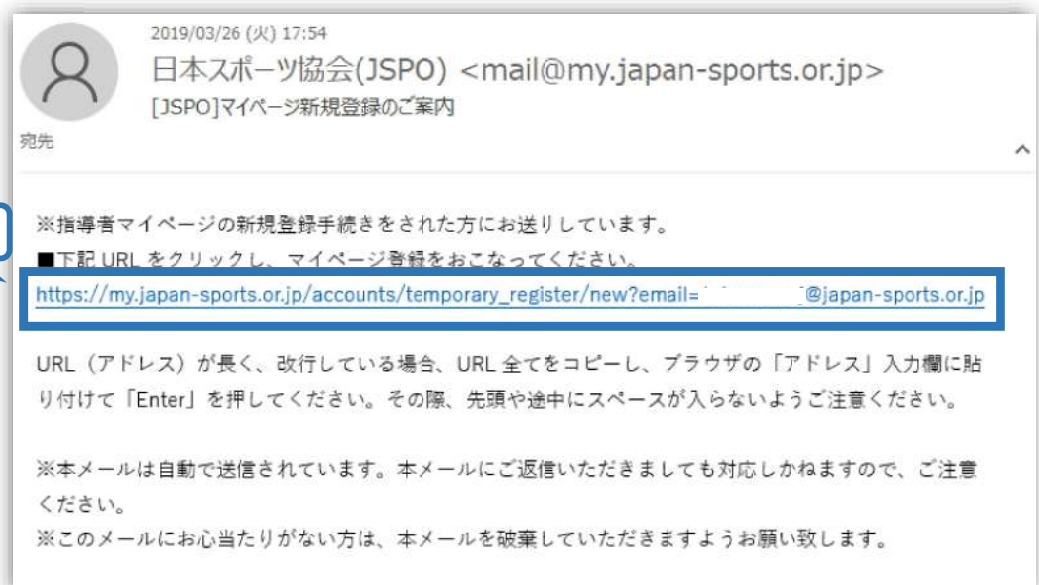 2019/03/26 (火) 17:54
日本スポーツ協会(JSPO) <mail@my.japan-sports.or.jp>
[JSPO]マイページ新規登録のご案内
宛先
※指導者マイページの新規登録手続きをされた方にお送りしています。
■下記 URL をクリックし、マイページ登録をおこなってください。
https://my.japan-sports.or.jp/accounts/temporary_register/new?email= @japan-sports.or.jp
URL（アドレス）が長く、改行している場合、URL 全てをコピーし、ブラウザの「アドレス」入力欄に貼
り付けて「Enter」を押してください。その際、先頭や途中にスペースが入らないようご注意ください。
※本メールは自動で送信されています。本メールにご返信いただきましても対応しかねますので、ご注意
ください。
※このメールにお心当たりがない方は、本メールを破棄していただきますようお願い致します。